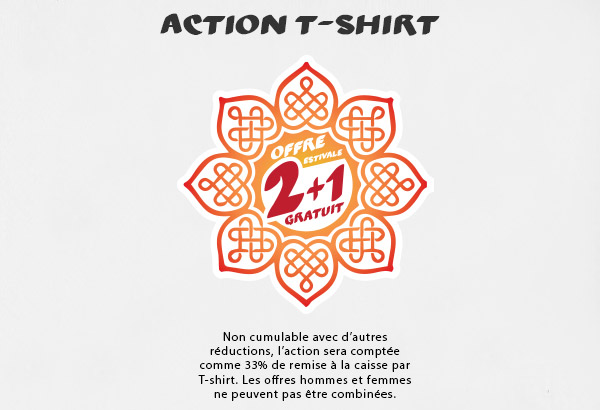 ACTION T-SHIRT
OFFRE
ESTIVALE
2+1
GRATUIT
Non cumulable avec d’autres
réductions, l’action sera comptée
comme 33% de remise à la caisse par
T-shirt. Les offres hommes et femmes
ne peuvent pas être combinées.